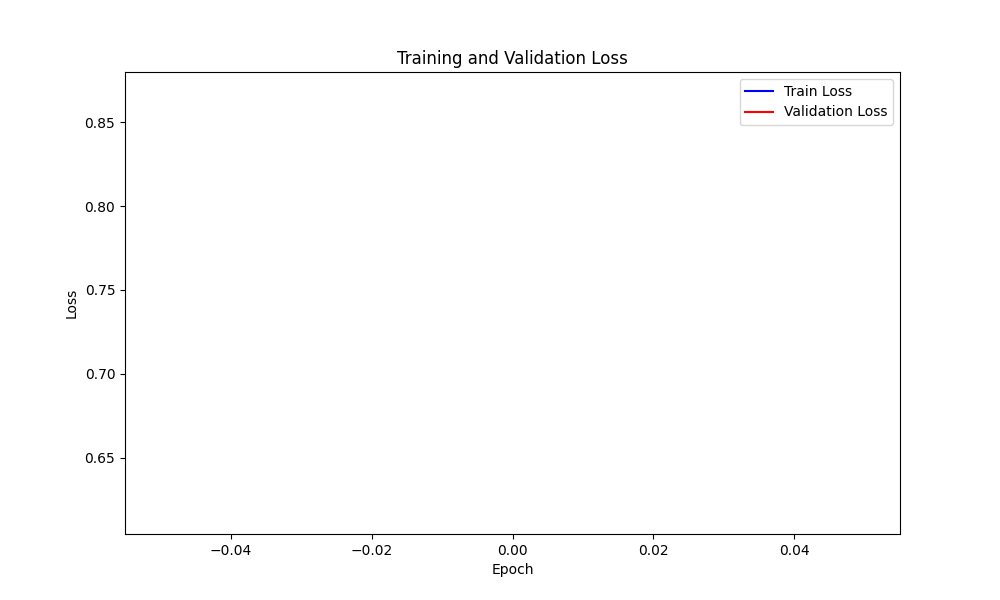 Training and Validation Loss
Train Loss
Validation Loss
0.85
0.80
0.75
0.70
0.65
Loss
−0.04 −0.02 0.00 0.02 0.04
Epoch